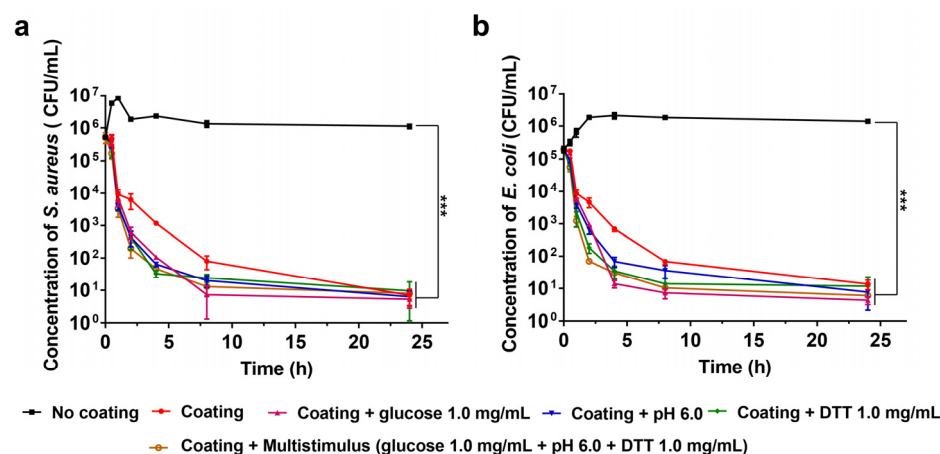 a
b
Concentration of S. aureus ( CFU/mL)
10⁷
10⁶
10⁵
10⁴
10³
10²
10¹
10⁰
0 5 10 15 20 25
Time (h)
***
Concentration of E. coli (CFU/mL)
10⁷
10⁶
10⁵
10⁴
10³
10²
10¹
10⁰
0 5 10 15 20 25
Time (h)
***
No coating Coating Coating + glucose 1.0 mg/mL Coating + pH 6.0 Coating + DTT 1.0 mg/mL
Coating + Multistimulus (glucose 1.0 mg/mL + pH 6.0 + DTT 1.0 mg/mL)